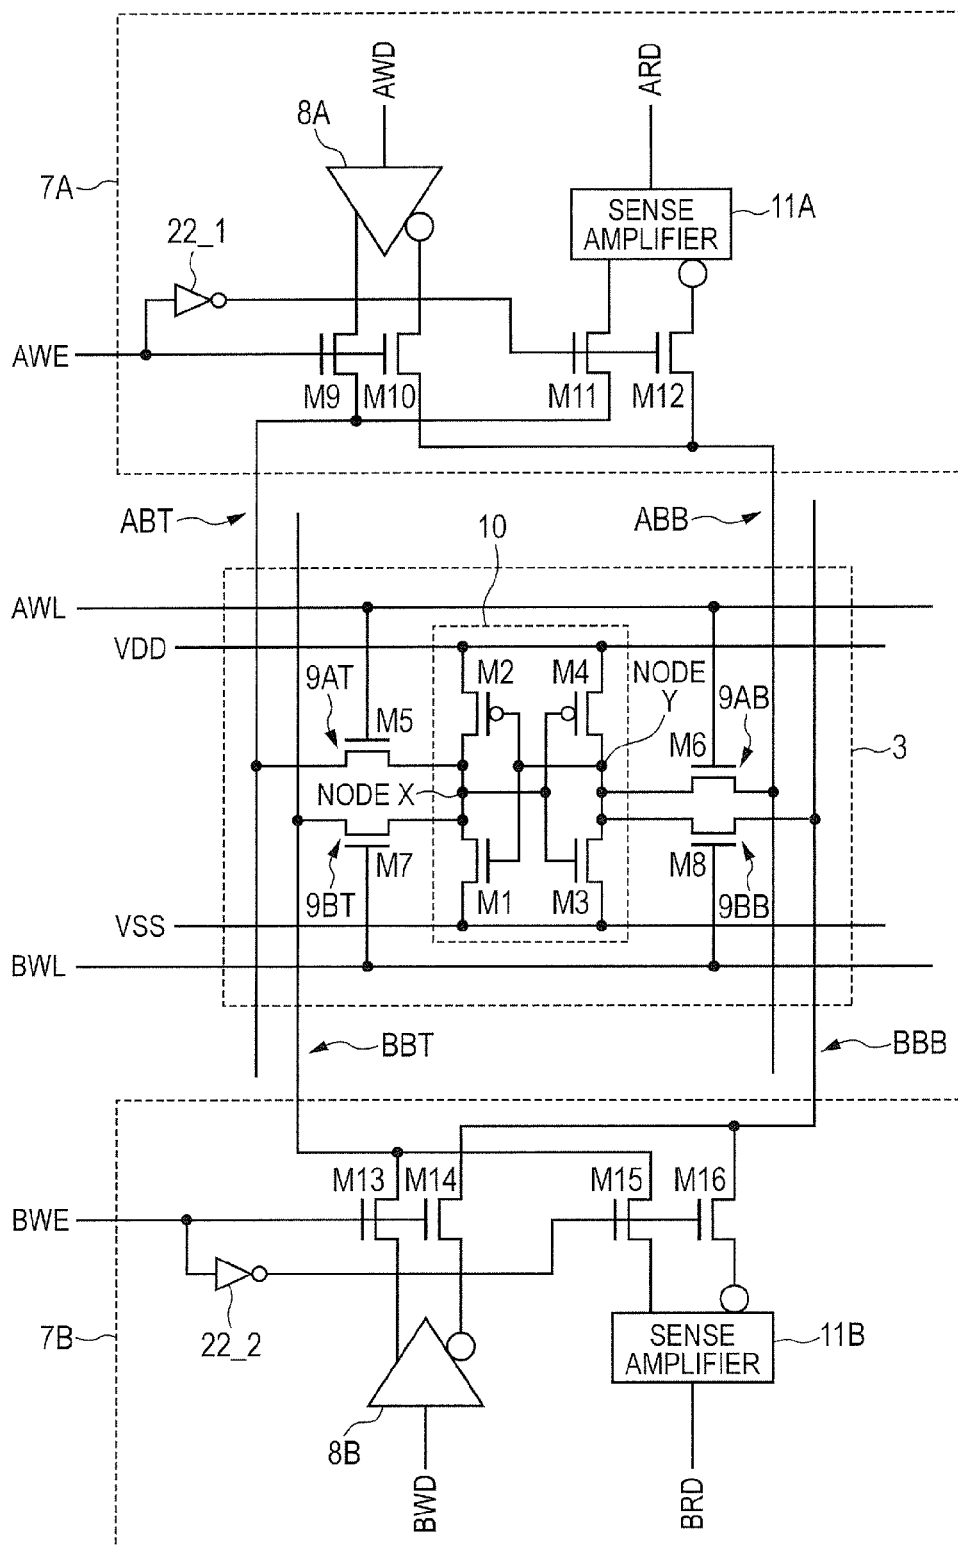 AWD
ARD
8A
7A
SENSE
AMPLIFIER
11A
22_1
AWE
M9
M10
M11
M12
ABT
ABB
10
AWL
VDD
M2
M4
NODE
Y
9AT
9AB
M5
M6
3
NODE X
M7
M8
9BT
M1
M3
9BB
VSS
BWL
BBT
BBB
M13
M14
M15
M16
BWE
22_2
7B
SENSE
AMPLIFIER
11B
8B
BWD
BRD